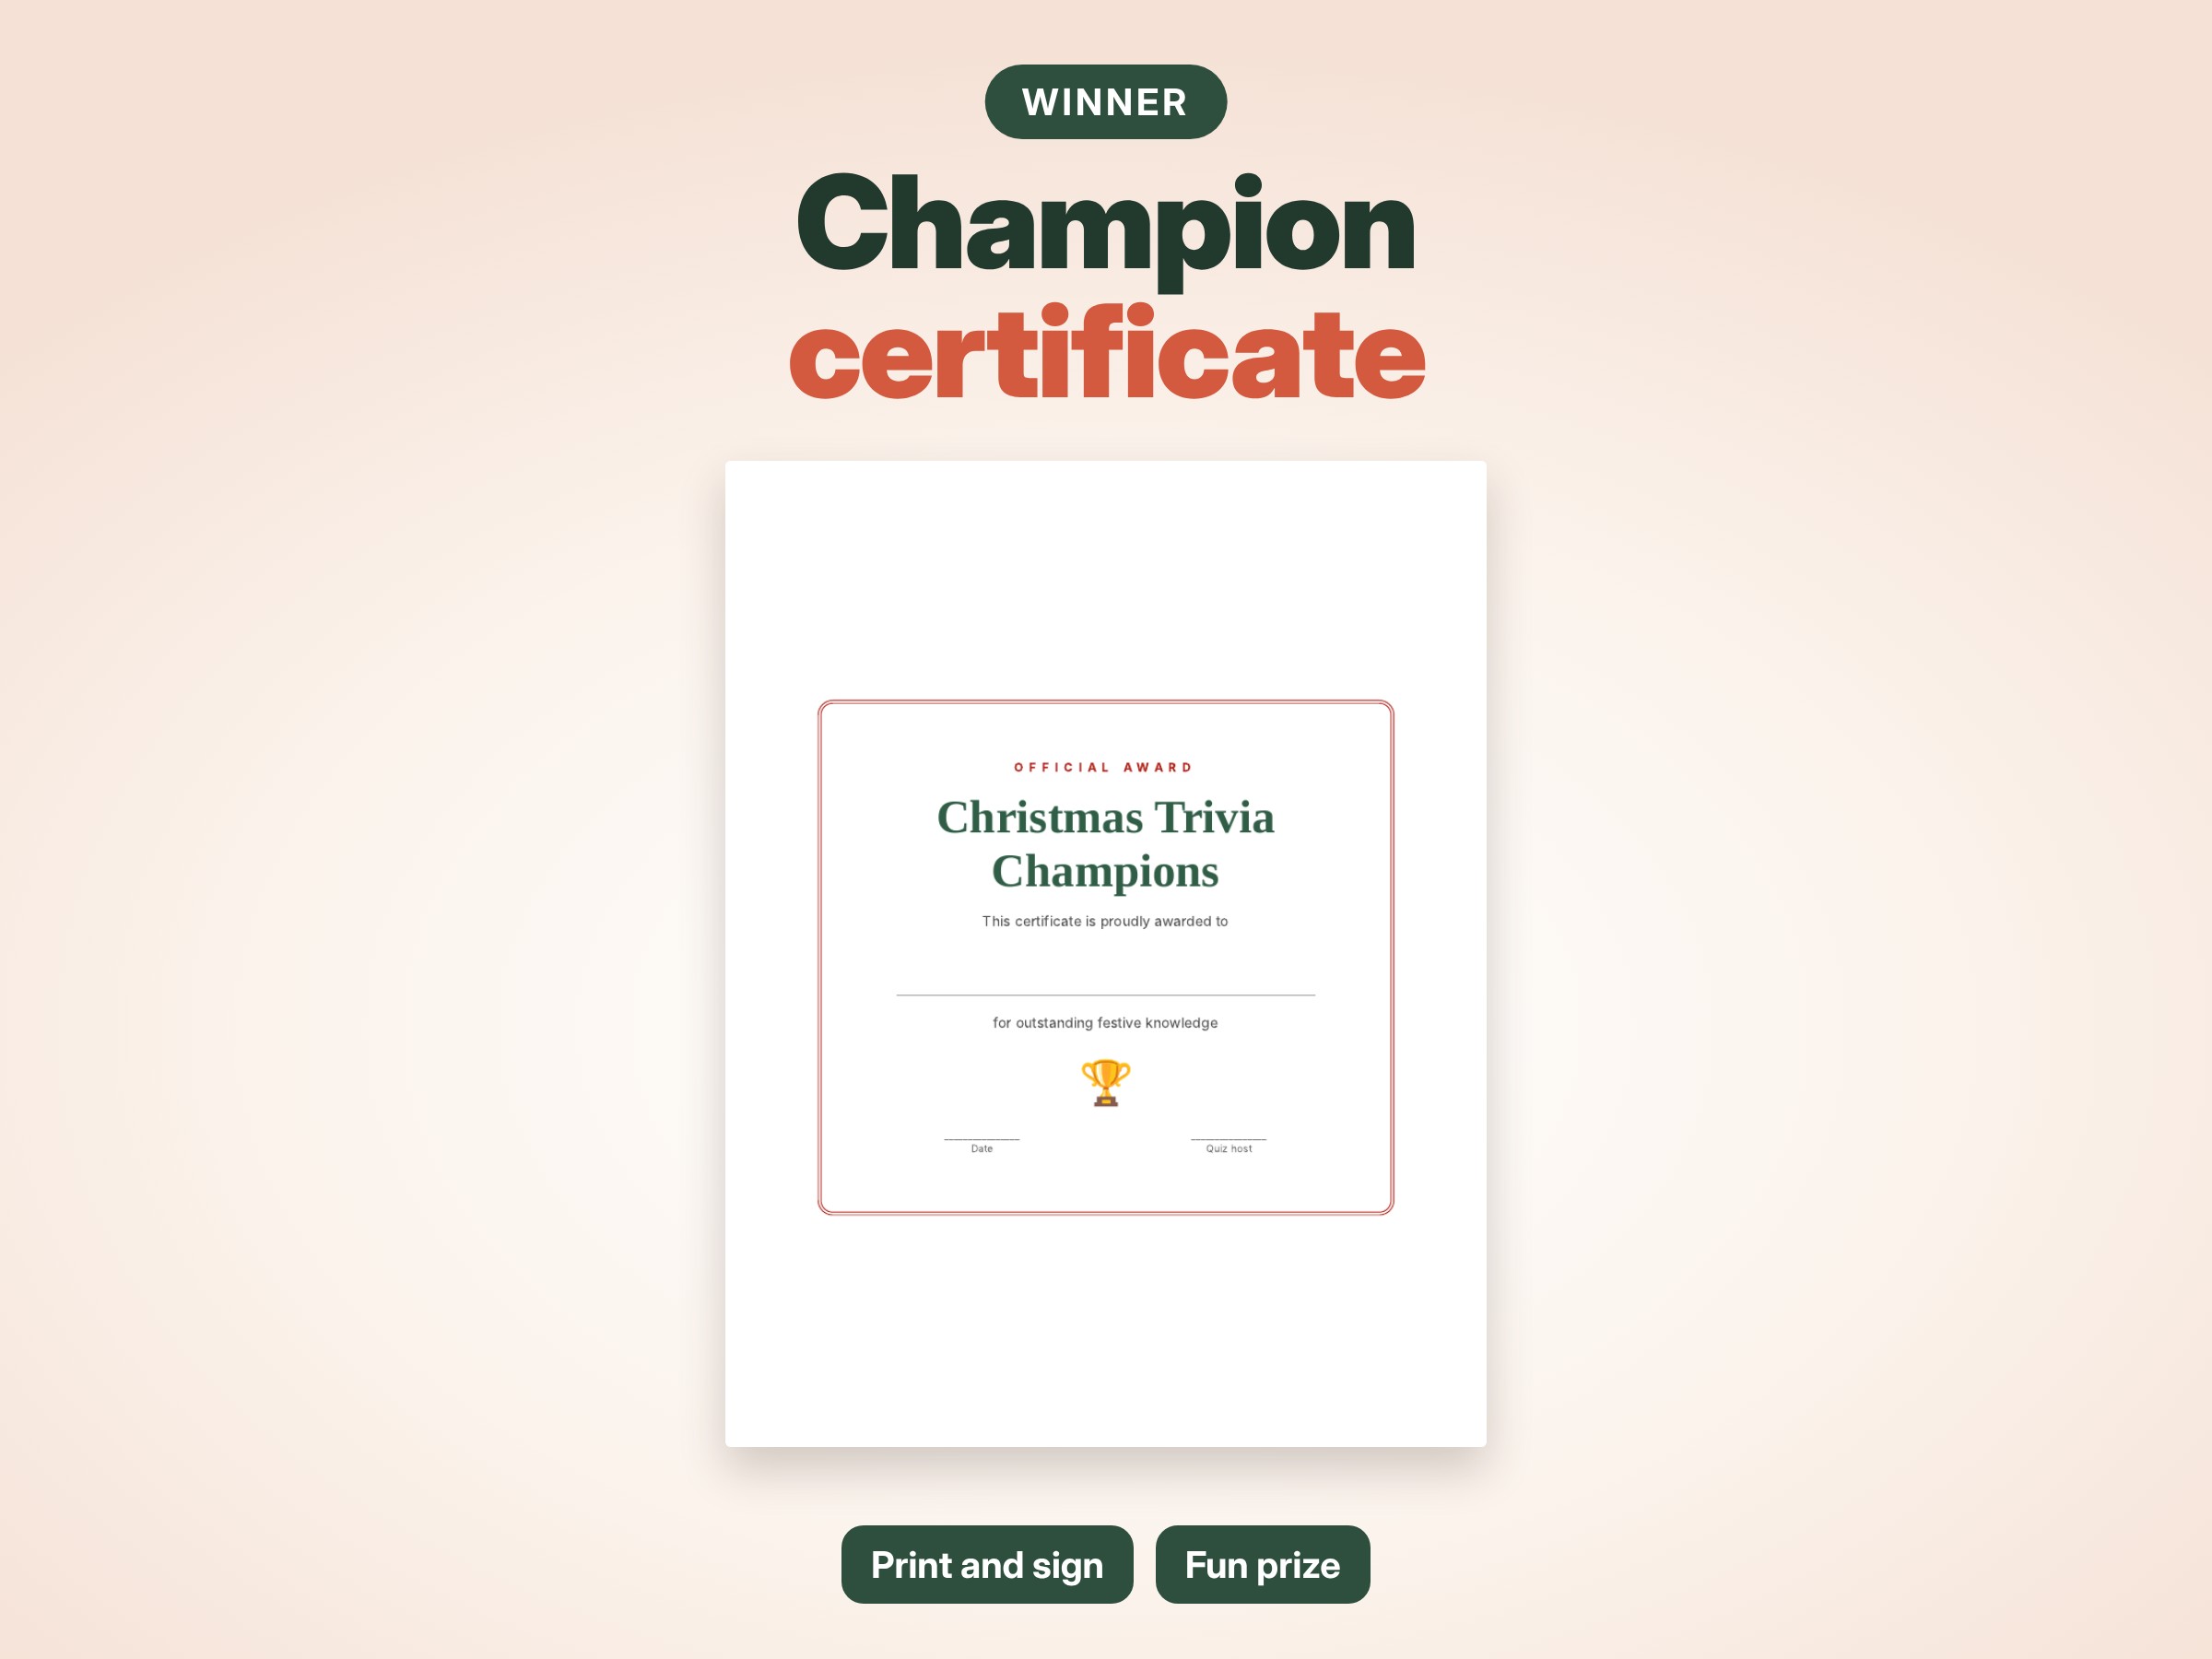 WINNER
Champion
certificate
OFFICIAL AWARD
Christmas Trivia
Champions
This certificate is proudly awarded to
for outstanding festive knowledge
Date
Quiz host
Print and sign
Fun prize